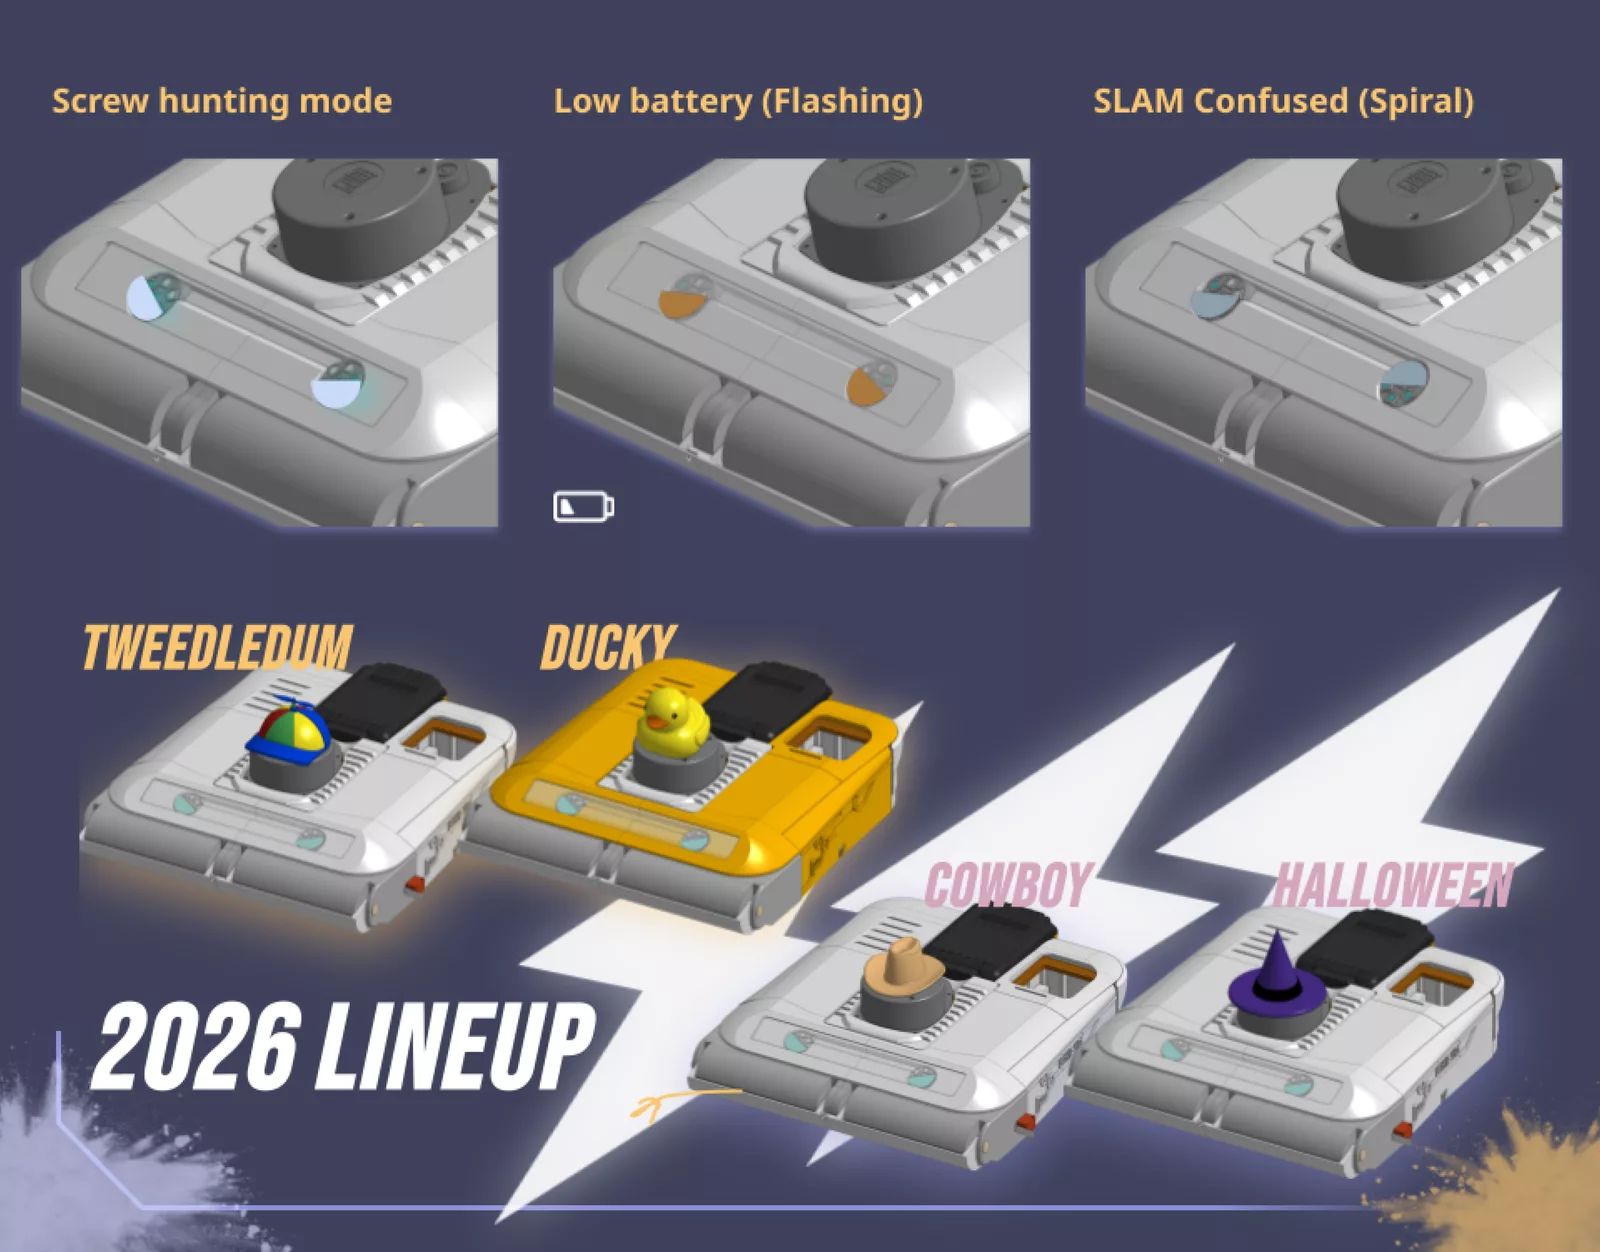 Screw hunting mode
Low battery (Flashing)
SLAM Confused (Spiral)
TWEEDLEDUM
DUCKY
COWBOY
HALLOWEEN
2026 LINEUP